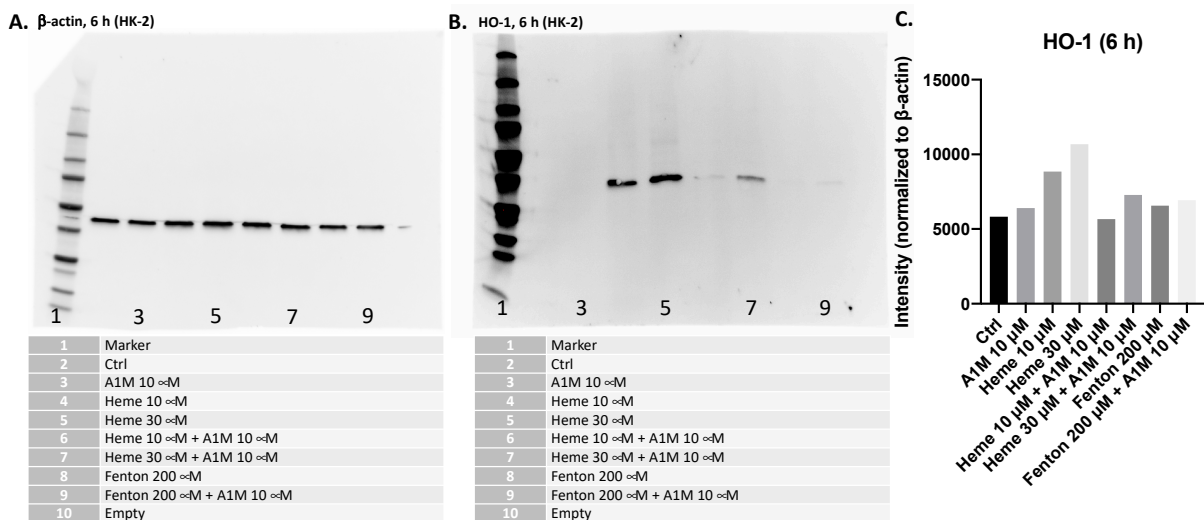 A. β-actin, 6 h (HK-2)
1 3 5 7 9
1 Marker
2 Ctrl
3 A1M 10 ∞M
4 Heme 10 ∞M
5 Heme 30 ∞M
6 Heme 10 ∞M + A1M 10 ∞M
7 Heme 30 ∞M + A1M 10 ∞M
8 Fenton 200 ∞M
9 Fenton 200 ∞M + A1M 10 ∞M
10 Empty
B. HO-1, 6 h (HK-2)
1 3 5 7 9
1 Marker
2 Ctrl
3 A1M 10 ∞M
4 Heme 10 ∞M
5 Heme 30 ∞M
6 Heme 10 ∞M + A1M 10 ∞M
7 Heme 30 ∞M + A1M 10 ∞M
8 Fenton 200 ∞M
9 Fenton 200 ∞M + A1M 10 ∞M
10 Empty
C.
HO-1 (6 h)
Intensity (normalized to β-actin)
15000
10000
5000
0
Ctrl
A1M 10 µM
Heme 10 µM
Heme 30 µM
Heme 10 µM + A1M 10 µM
Heme 30 µM + A1M 10 µM
Fenton 200 µM
Fenton 200 µM + A1M 10 µM